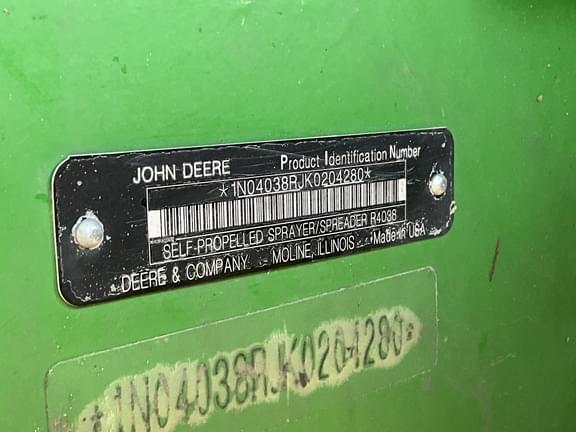 JOHN DEERE Product Identification Number
*1N04038RJK0204280*
SELF-PROPELLED SPRAYER/SPREADER R4038
DEERE & COMPANY MOLINE, ILLINOIS Made in USA
*1N04038RJK0204280*